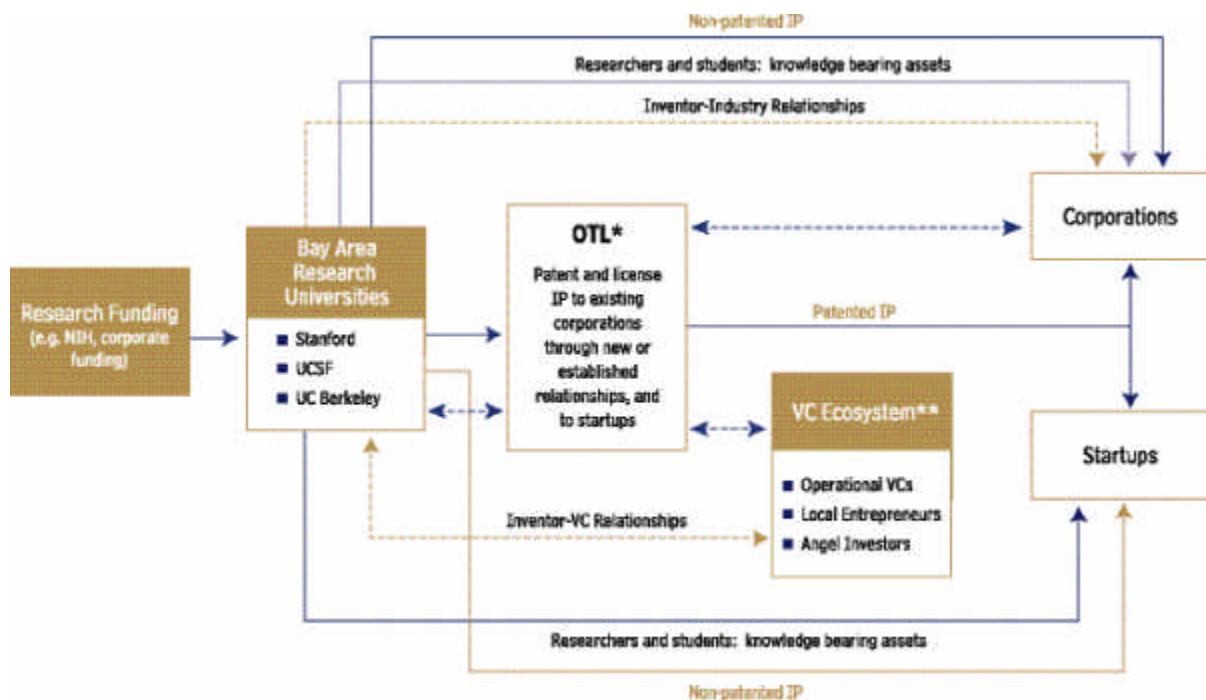 Non-patented IP
Researchers and students: knowledge bearing assets
Inventor-Industry Relationships
Corporations
Bay Area
Research
Universities
Stanford
UCSF
UC Berkeley
OTL*
Patent and license
IP to existing
corporations
through new or
established
relationships, and
to startups
Research Funding
(e.g. NIH, corporate
funding)
Patented IP
VC Ecosystem**
Operational VCs
Local Entrepreneurs
Angel Investors
Startups
Inventor-VC Relationships
Researchers and students: knowledge bearing assets
Non-patented IP